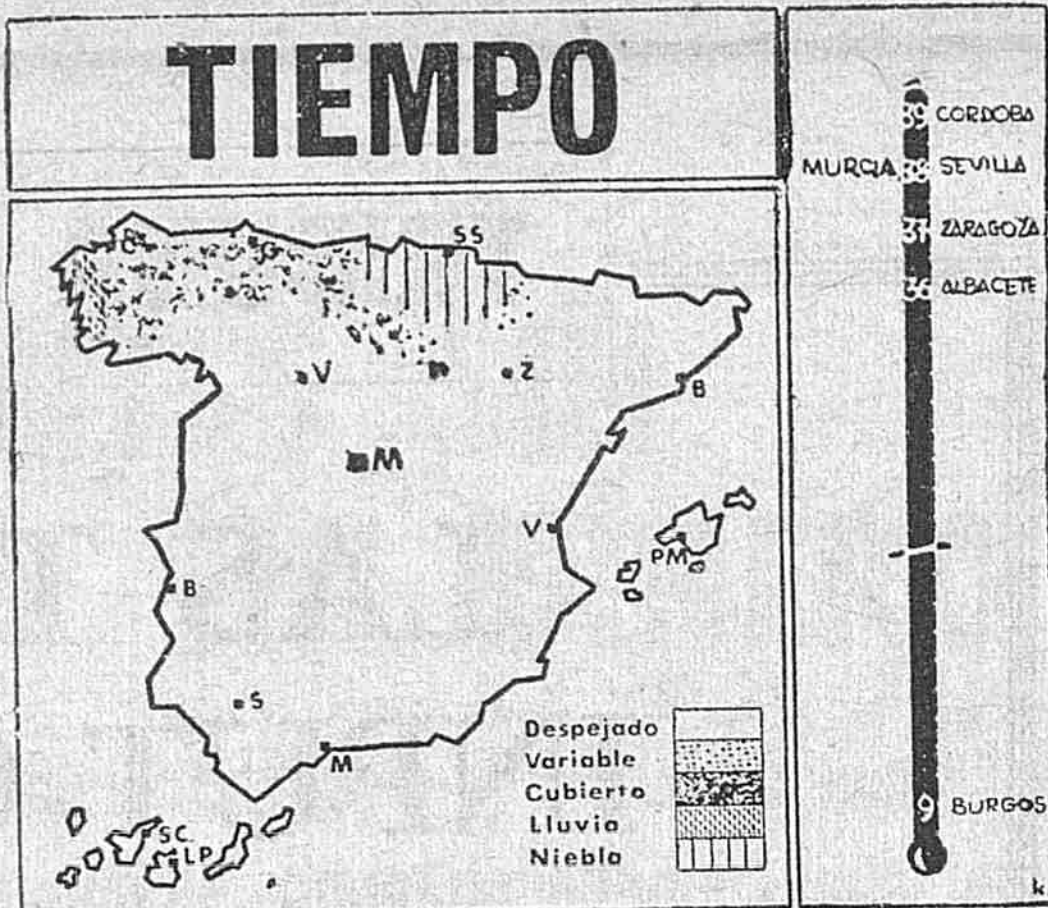 TIEMPO
39 CORDOBA
MURCIA 38 SEVILLA
37 ZARAGOZA
36 ALBACETE
9 BURGOS
SS
V
Z
B
M
V
PM
B
S
M
SC
LP
Despejado
Variable
Cubierto
Lluvia
Niebla
k